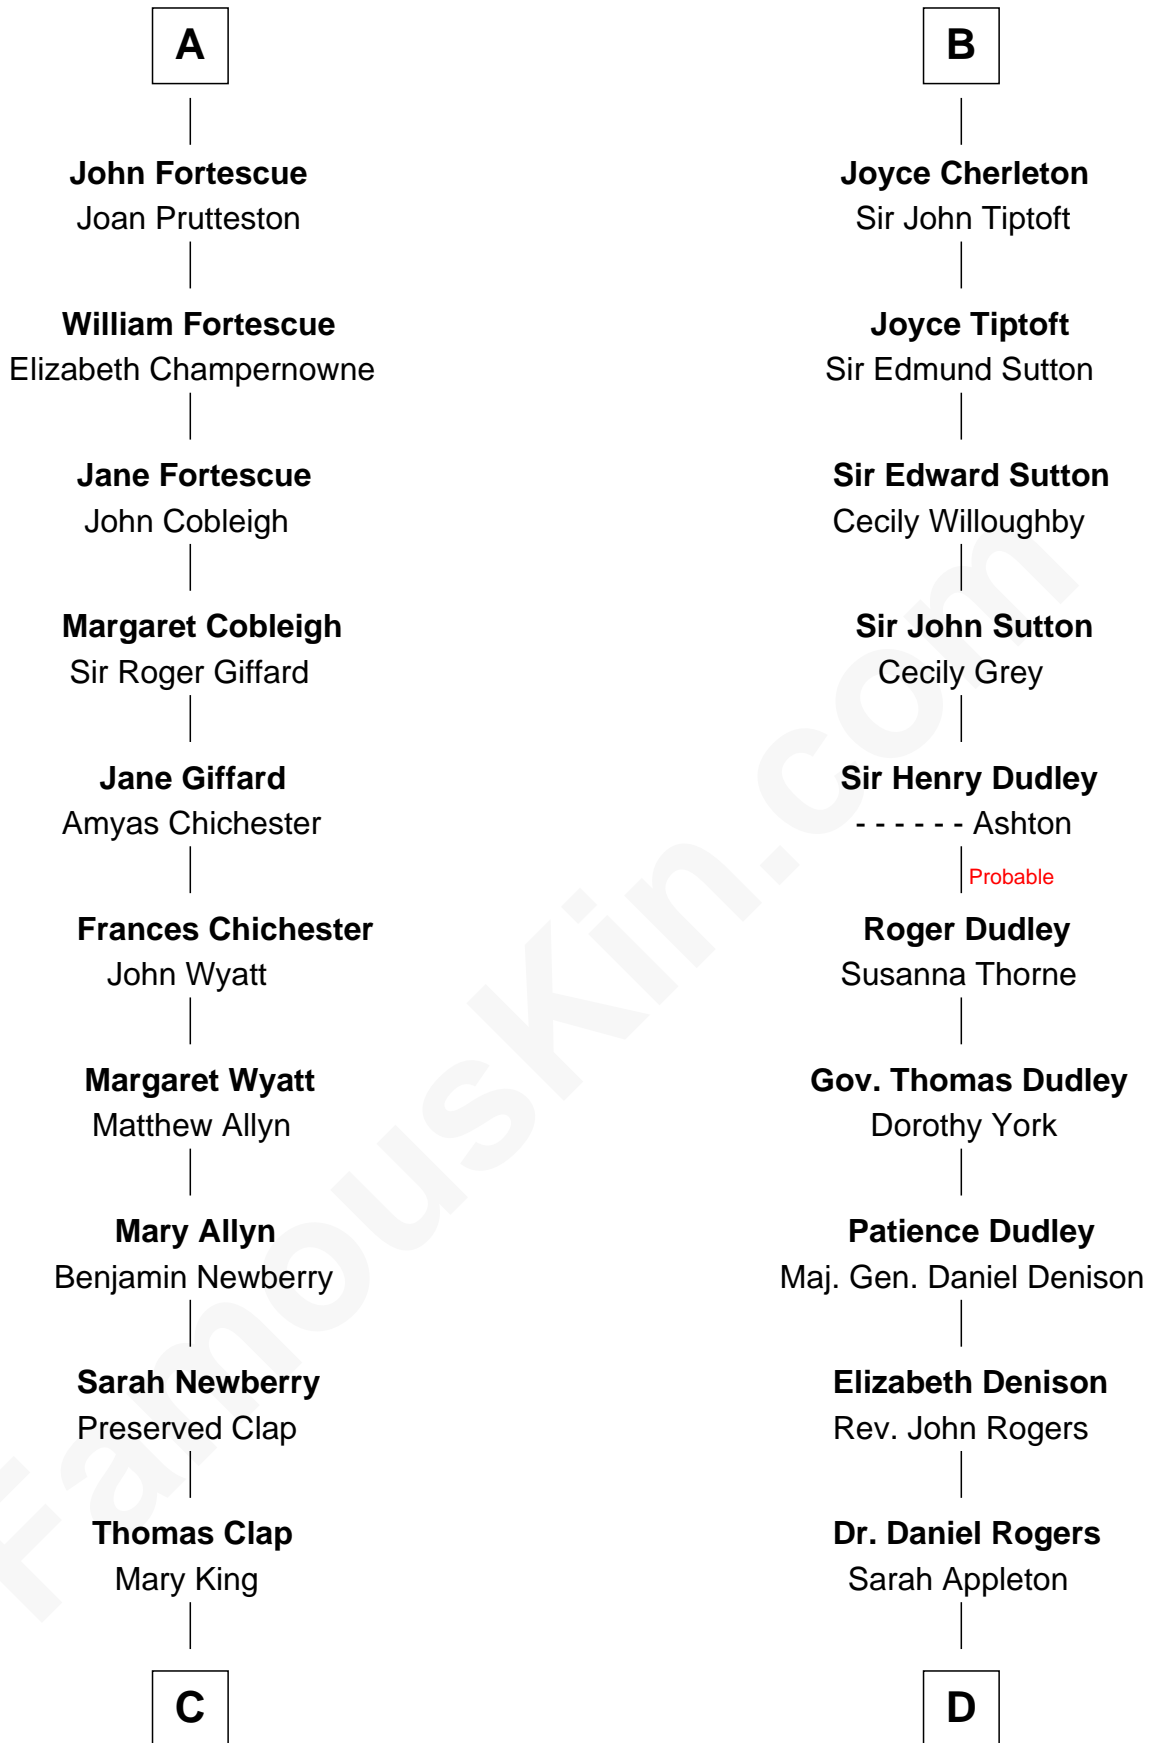 A
John Fortescue
Joan Prutteston
William Fortescue
Elizabeth Champernowne
Jane Fortescue
John Cobleigh
Margaret Cobleigh
Sir Roger Giffard
Jane Giffard
Amyas Chichester
Frances Chichester
John Wyatt
Margaret Wyatt
Matthew Allyn
Mary Allyn
Benjamin Newberry
Sarah Newberry
Preserved Clap
Thomas Clap
Mary King
C
B
Joyce Cherleton
Sir John Tiptoft
Joyce Tiptoft
Sir Edmund Sutton
Sir Edward Sutton
Cecily Willoughby
Sir John Sutton
Cecily Grey
Sir Henry Dudley
- - - - - - Ashton
Probable
Roger Dudley
Susanna Thorne
Gov. Thomas Dudley
Dorothy York
Patience Dudley
Maj. Gen. Daniel Denison
Elizabeth Denison
Rev. John Rogers
Dr. Daniel Rogers
Sarah Appleton
D
FamousKin.com